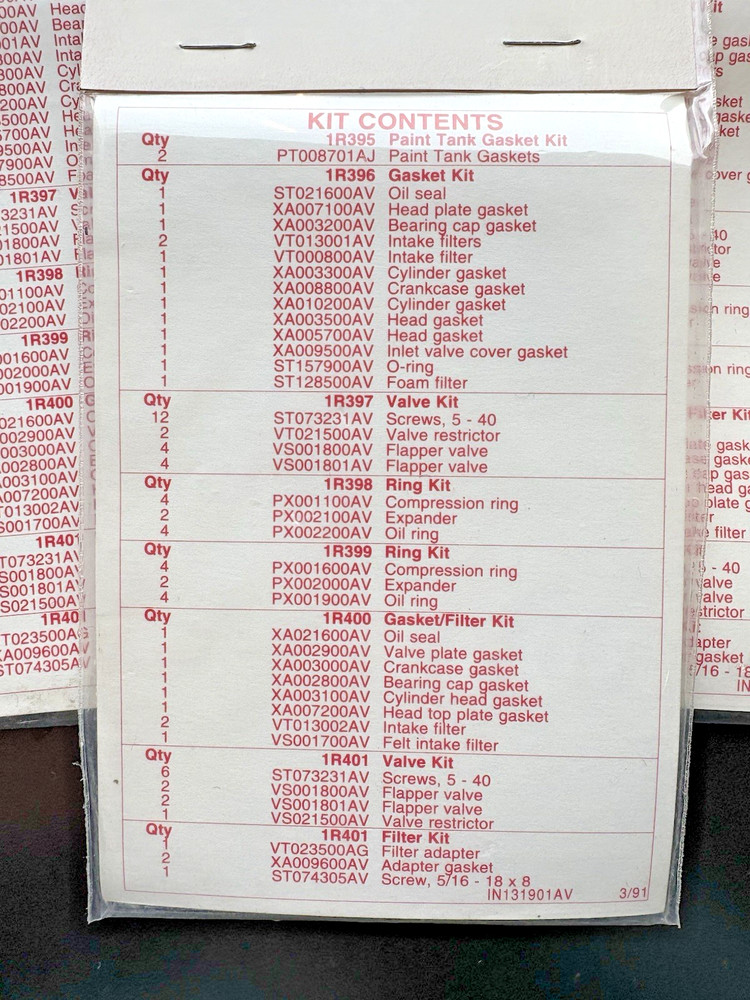 KIT CONTENTS
Qty 1R395 Paint Tank Gasket Kit
2 PT008701AJ Paint Tank Gaskets
Qty 1R396 Gasket Kit
1 ST021600AV Oil seal
1 XA007100AV Head plate gasket
1 XA003200AV Bearing cap gasket
2 VT013001AV Intake filters
1 VT000800AV Intake filter
1 XA003300AV Cylinder gasket
1 XA008800AV Crankcase gasket
1 XA010200AV Cylinder gasket
1 XA003500AV Head gasket
1 XA005700AV Head gasket
1 XA009500AV Inlet valve cover gasket
1 ST157900AV O-ring
1 ST128500AV Foam filter
Qty 1R397 Valve Kit
12 ST073231AV Screws, 5 - 40
2 VT021500AV Valve restrictor
4 VS001800AV Flapper valve
4 VS001801AV Flapper valve
Qty 1R398 Ring Kit
4 PX001100AV Compression ring
2 PX002100AV Expander
4 PX002200AV Oil ring
Qty 1R399 Ring Kit
4 PX001600AV Compression ring
2 PX002000AV Expander
4 PX001900AV Oil ring
Qty 1R400 Gasket/Filter Kit
1 XA021600AV Oil seal
1 XA002900AV Valve plate gasket
1 XA003000AV Crankcase gasket
1 XA002800AV Bearing cap gasket
1 XA003100AV Cylinder head gasket
1 XA007200AV Head top plate gasket
2 VT013002AV Intake filter
1 VS001700AV Felt intake filter
Qty 1R401 Valve Kit
6 ST073231AV Screws, 5 - 40
2 VS001800AV Flapper valve
2 VS001801AV Flapper valve
1 VS021500AV Valve restrictor
Qty 1R401 Filter Kit
1 VT023500AG Filter adapter
2 XA009600AV Adapter gasket
1 ST074305AV Screw, 5/16 - 18 x 8
IN131901AV 3/91